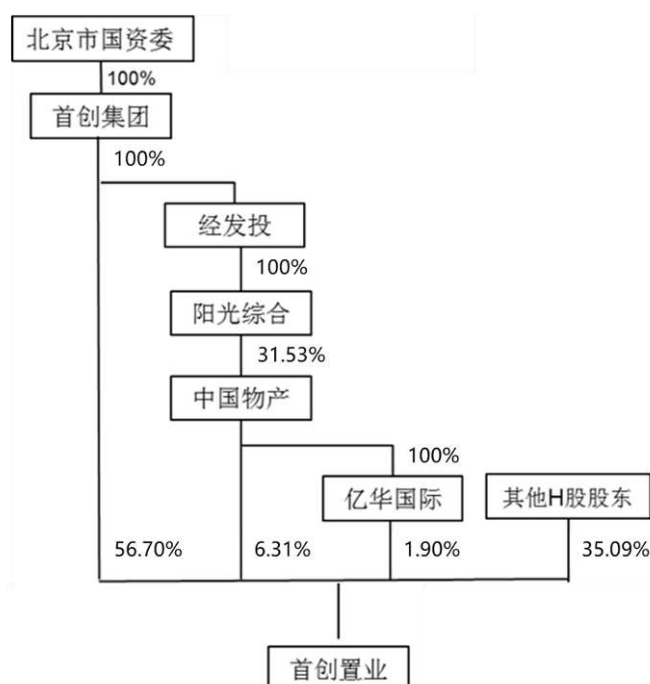 北京市国资委
100%
首创集团
100%
经发投
100%
阳光综合
31.53%
中国物产
100%
亿华国际
其他H股股东
56.70%
6.31%
1.90%
35.09%
首创置业